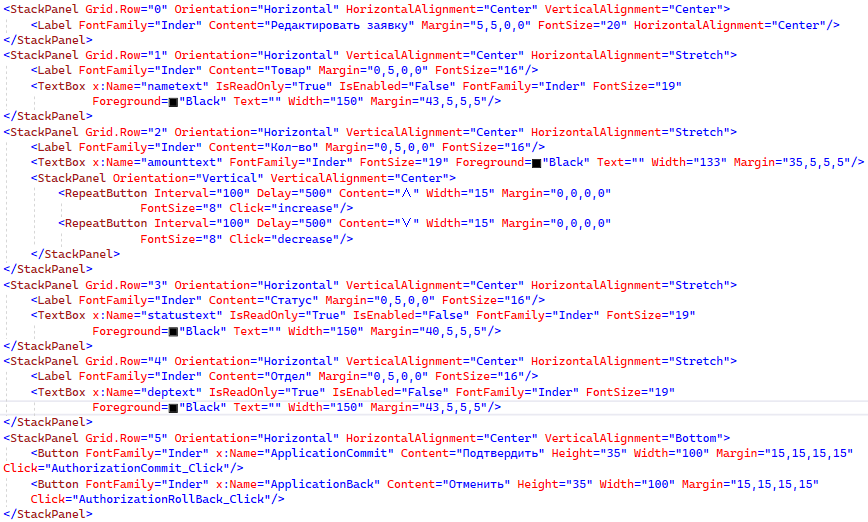 <StackPanel Grid.Row="0" Orientation="Horizontal" HorizontalAlignment="Center" VerticalAlignment="Center">
<Label FontFamily="Inder" Content="Редактировать заявку" Margin="5,5,0,0" FontSize="20" HorizontalAlignment="Center"/>
</StackPanel>
<StackPanel Grid.Row="1" Orientation="Horizontal" VerticalAlignment="Center" HorizontalAlignment="Stretch">
<Label FontFamily="Inder" Content="Товар" Margin="0,5,0,0" FontSize="16"/>
<TextBox x:Name="nametext" IsReadOnly="True" IsEnabled="False" FontFamily="Inder" FontSize="19"
Foreground="Black" Text="" Width="150" Margin="43,5,5,5"/>
</StackPanel>
<StackPanel Grid.Row="2" Orientation="Horizontal" VerticalAlignment="Center" HorizontalAlignment="Stretch">
<Label FontFamily="Inder" Content="Кол-во" Margin="0,5,0,0" FontSize="16"/>
<TextBox x:Name="amounttext" FontFamily="Inder" FontSize="19" Foreground="Black" Text="" Width="133" Margin="35,5,5,5"/>
<StackPanel Orientation="Vertical" VerticalAlignment="Center">
<RepeatButton Interval="100" Delay="500" Content="/\" Width="15" Margin="0,0,0,0"
FontSize="8" Click="increase"/>
<RepeatButton Interval="100" Delay="500" Content="\/" Width="15" Margin="0,0,0,0"
FontSize="8" Click="decrease"/>
</StackPanel>
</StackPanel>
<StackPanel Grid.Row="3" Orientation="Horizontal" VerticalAlignment="Center" HorizontalAlignment="Stretch">
<Label FontFamily="Inder" Content="Статус" Margin="0,5,0,0" FontSize="16"/>
<TextBox x:Name="statustext" IsReadOnly="True" IsEnabled="False" FontFamily="Inder" FontSize="19"
Foreground="Black" Text="" Width="150" Margin="40,5,5,5"/>
</StackPanel>
<StackPanel Grid.Row="4" Orientation="Horizontal" VerticalAlignment="Center" HorizontalAlignment="Stretch">
<Label FontFamily="Inder" Content="Отдел" Margin="0,5,0,0" FontSize="16"/>
<TextBox x:Name="deptext" IsReadOnly="True" IsEnabled="False" FontFamily="Inder" FontSize="19"
Foreground="Black" Text="" Width="150" Margin="43,5,5,5"/>
</StackPanel>
<StackPanel Grid.Row="5" Orientation="Horizontal" HorizontalAlignment="Center" VerticalAlignment="Bottom">
<Button FontFamily="Inder" x:Name="ApplicationCommit" Content="Подтвердить" Height="35" Width="100" Margin="15,15,15,15"
Click="AuthorizationCommit_Click"/>
<Button FontFamily="Inder" x:Name="ApplicationBack" Content="Отменить" Height="35" Width="100" Margin="15,15,15,15"
Click="AuthorizationRollBack_Click"/>
</StackPanel>